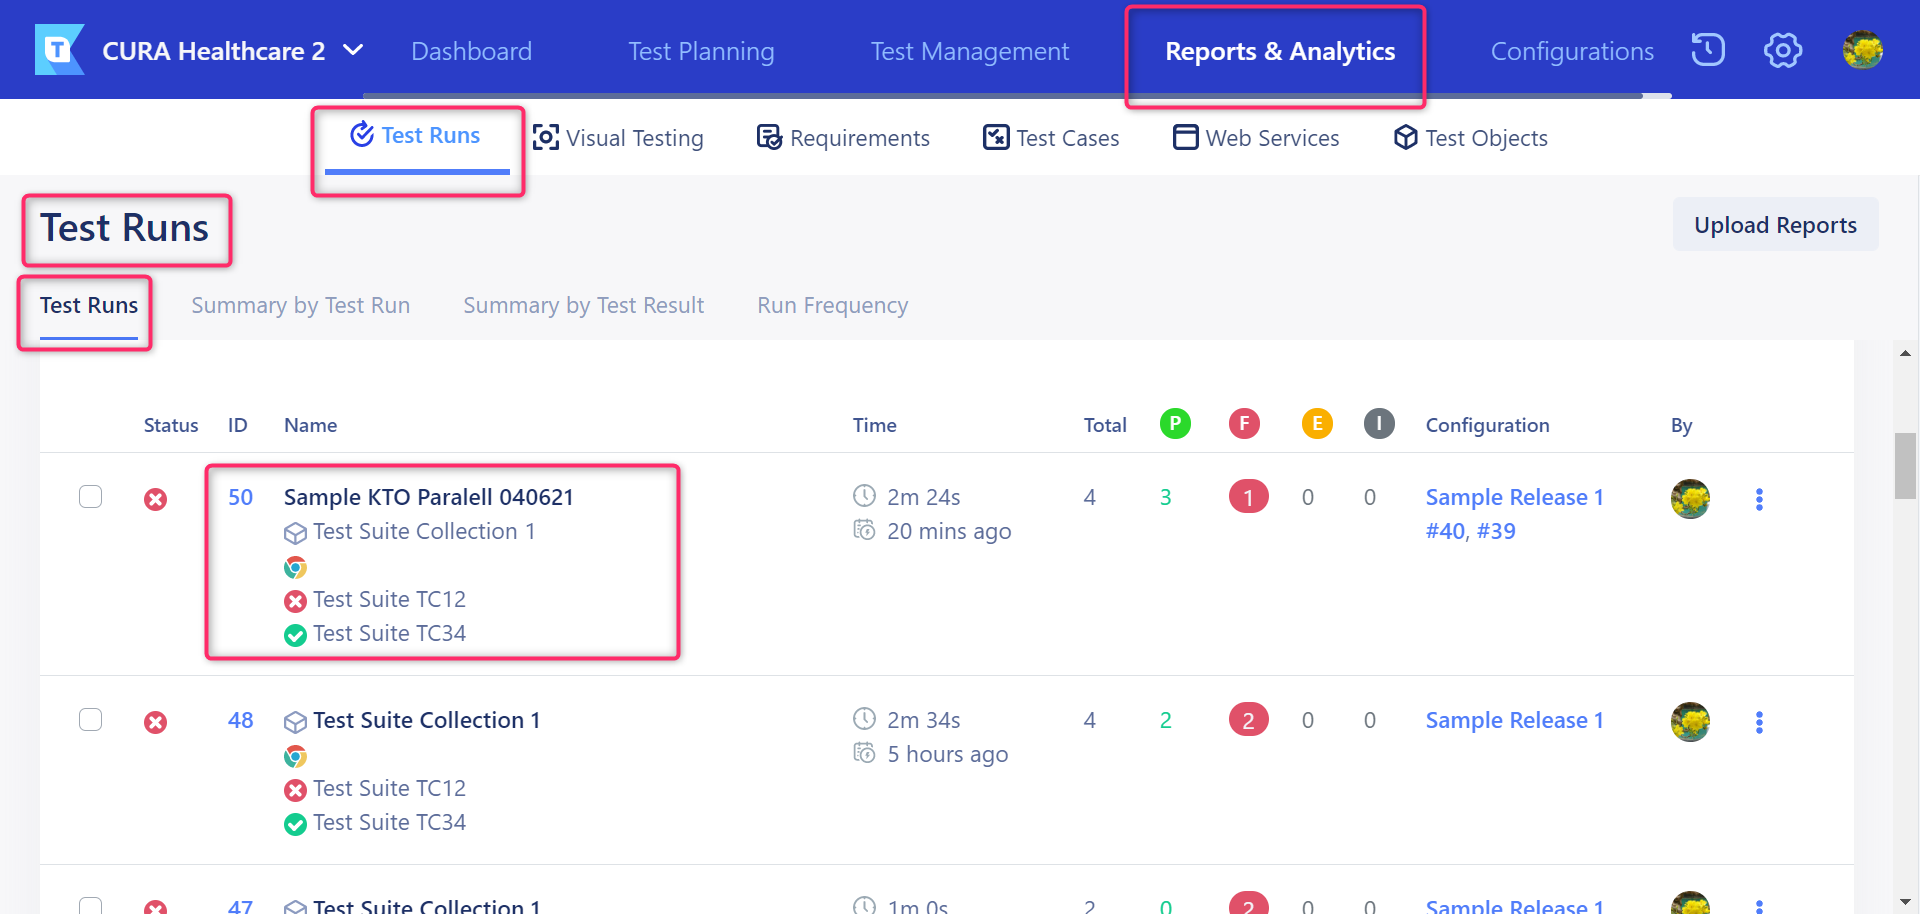 T CURA Healthcare 2 Dashboard Test Planning Test Management Reports & Analytics Configurations
Test Runs Visual Testing Requirements Test Cases Web Services Test Objects
Test Runs Upload Reports
Test Runs Summary by Test Run Summary by Test Result Run Frequency
Status ID Name Time Total P F E I Configuration By
50 Sample KTO Paralell 040621 2m 24s 4 3 1 0 0 Sample Release 1
Test Suite Collection 1 20 mins ago #40, #39
Test Suite TC12
Test Suite TC34
48 Test Suite Collection 1 2m 34s 4 2 2 0 0 Sample Release 1
5 hours ago
Test Suite TC12
Test Suite TC34
47 Test Suite Collection 1 1m 0s 2 0 2 0 0 Sample Release 1